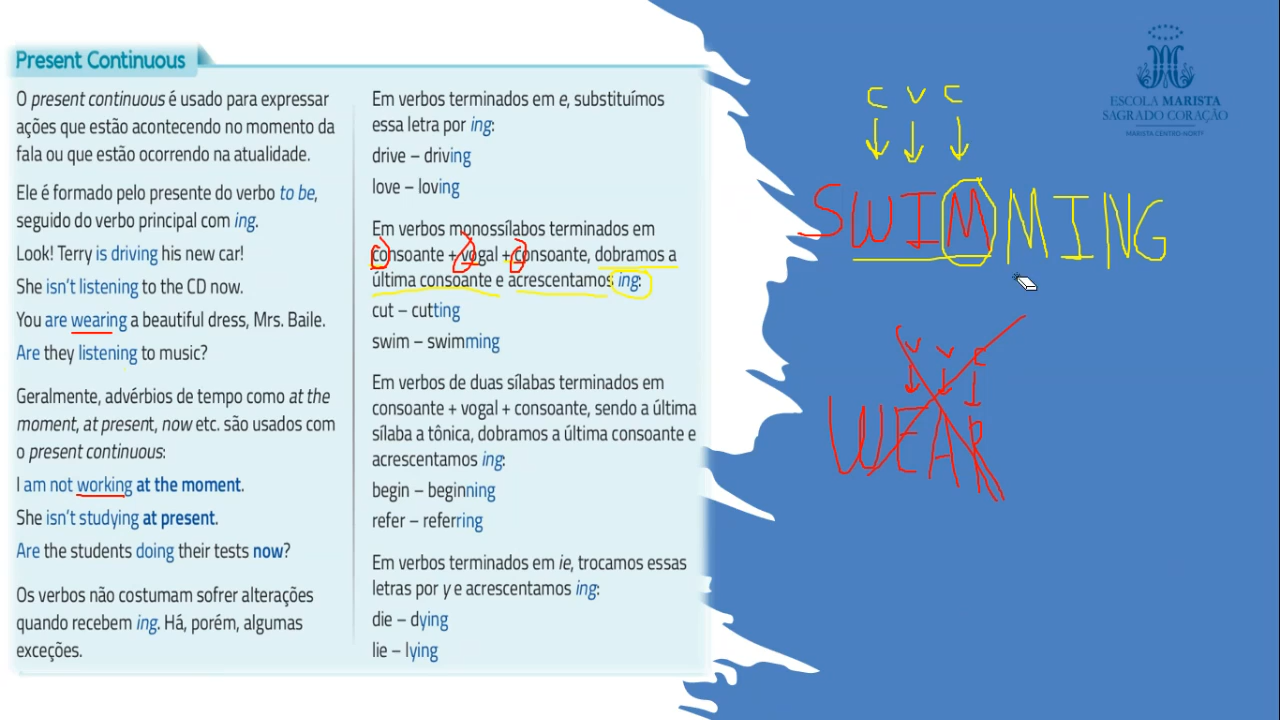 Present Continuous
O present continuous é usado para expressar
ações que estão acontecendo no momento da
fala ou que estão ocorrendo na atualidade.
Ele é formado pelo presente do verbo to be,
seguido do verbo principal com ing.
Look! Terry is driving his new car!
She isn't listening to the CD now.
You are wearing a beautiful dress, Mrs. Baile.
Are they listening to music?
Geralmente, advérbios de tempo como at the
moment, at present, now etc. são usados com
o present continuous:
I am not working at the moment.
She isn't studying at present.
Are the students doing their tests now?
Os verbos não costumam sofrer alterações
quando recebem ing. Há, porém, algumas
exceções.
Em verbos terminados em e, substituímos
essa letra por ing:
drive – driving
love – loving
Em verbos monossílabos terminados em
consoante + vogal + consoante, dobramos a
última consoante e acrescentamos ing:
cut – cutting
swim – swimming
Em verbos de duas sílabas terminados em
consoante + vogal + consoante, sendo a última
sílaba a tônica, dobramos a última consoante e
acrescentamos ing:
begin – beginning
refer – referring
Em verbos terminados em ie, trocamos essas
letras por y e acrescentamos ing:
die – dying
lie – lying
ESCOLA MARISTA
SAGRADO CORAÇÃO
MARISTA CENTRO-NORTE
C V C
SWIMMING
V V C
WEAR